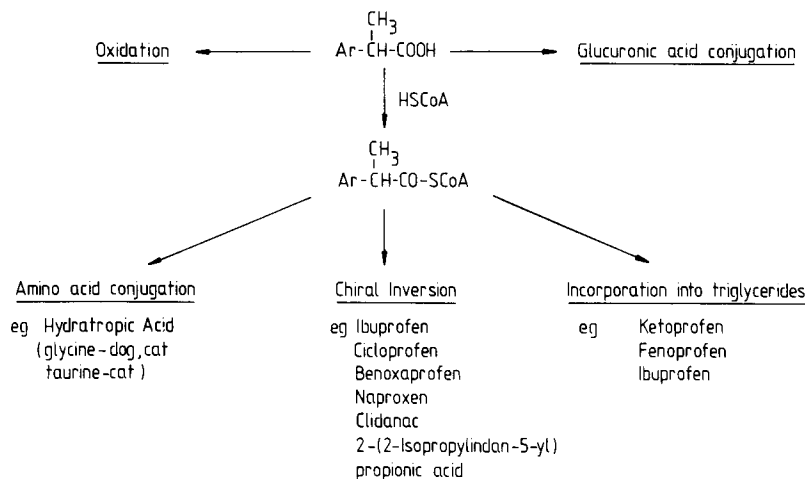 CH3
Oxidation
Ar-CH-COOH
Glucuronic acid conjugation
HSCoA
CH3
Ar-CH-CO-SCoA
Amino acid conjugation
eg Hydratropic Acid
(glycine-dog,cat
taurine-cat)
Chiral Inversion
eg Ibuprofen
Cicloprofen
Benoxaprofen
Naproxen
Clidanac
2-(2-Isopropylindan-5-yl)
propionic acid
Incorporation into triglycerides
eg Ketoprofen
Fenoprofen
Ibuprofen